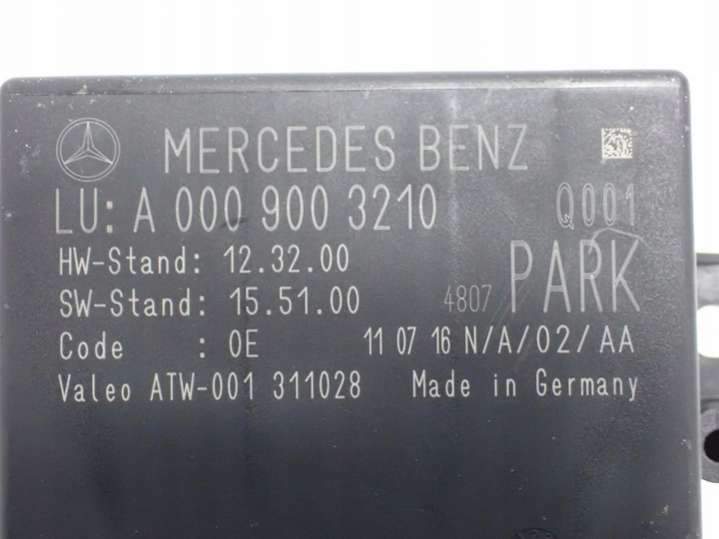 MERCEDES BENZ
LU: A 000 900 3210 Q001
HW-Stand: 12.32.00
SW-Stand: 15.51.00 4807 PARK
Code : 0E 11 07 16 N/A/02/AA
Valeo ATW-001 311028 Made in Germany